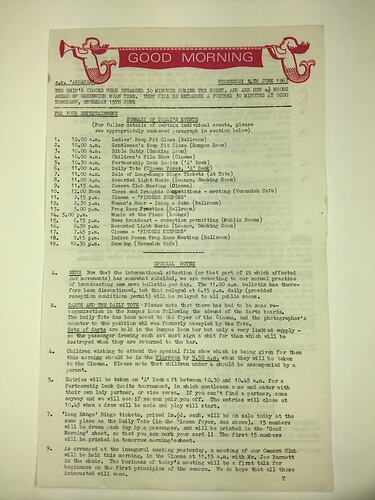 GOOD MORNING
S.S. 'ARCADIA' WEDNESDAY 14TH JUNE 1967
THE SHIP'S CLOCKS WERE RETARDED 30 MINUTES DURING THE NIGHT, AND ARE NOW 4½ HOURS
AHEAD OF GREENWICH MEAN TIME. THEY WILL BE RETARDED A FURTHER 30 MINUTES AT 0200
TOMORROW, THURSDAY 15TH JUNE
FOR YOUR ENTERTAINMENT SUMMARY OF TODAY'S EVENTS
(For fuller details of certain individual events, please
see appropriately numbered paragraph in section below)
1. 10.00 a.m. Ladies' Keep Fit Class (Ballroom)
2. 10.00 a.m. Gentlemen's Keep Fit Class (Rumpus Room)
3. 10.00 a.m. Bible Study (Smoking Room)
4. 10.00 a.m. Children's Film Show (Cinema)
5. 10.00 a.m. Partnership Deck Quoits 'A' Deck
6. 10.00 a.m. Daily Tote (Cinema Foyer, 'A' Deck)
7. 11.00 a.m. Sale of Long-Range Bingo Tickets (At Tote)
8. 11.00 a.m. Recorded Light Music (Lounge, Smoking Room)
9. 11.15 a.m. Camera Club Meeting (Cinema)
10. 12.00 Noon Chess and Draughts Competitions - meeting (Verandah Cafe)
11. 2.15 p.m. Cinema -
12. 2.30 p.m. Woman's Hour - Icing a Cake (Ballroom)
13. 5.00 p.m. Frog Race Practice (Ballroom)
14. 5.00 p.m. Music at the Piano (Lounge)
15. 6.15 p.m. News Broadcast - reception permitting (Public Rooms)
16. 8.30 p.m. Recorded Light Music (Lounge, Smoking Room)
17. p.m. Cinema -
18. 9.15 p.m. Indian Ocean Frog Race Meeting (Ballroom)
19. 10.30 p.m. Dancing (Verandah Cafe)
SPECIAL NOTES
A. NEWS Now that the international situation (or that part of it which affected
our movements) has somewhat subsided, we are reverting to our normal practice
of broadcasting one news bulletin per day. The 11.00 a.m. bulletin has there-
fore been discontinued, but that relayed at 6.15 p.m. daily (provided
reception conditions permit) will be relayed to all public rooms.
B. DARTS AND THE DAILY TOTE Please note that there has had to be some re-
organisation in the Rumpus Room following the advent of the darts boards.
The Daily Tote has been moved to the foyer of the Cinema, and the photographer's
counter to the position what was formerly occupied by the Tote.
Sets of darts are held in the Rumpus Room bar but only a very limited supply -
so the passenger drawing each set must sign a chit for them which will be
destroyed when they are returned to the bar.
4. Children wishing to attend the special film show which is being given for them
this morning should be in the Playroom by 9.50 a.m. when they will be taken to
the Cinema. Please note that children under 4 should be accompanied by a
parent.
5. Entries will be taken on 'A' Deck aft between 10.30 and 10.45 a.m. for a
Partnership Deck Quoits tournament, in which gentlemen come and enter with
their own lady partner, or vice versa. If you can't find a partner, come
anyway and we will see if we can pair you off. The entries will close at
10.45 when a draw will be made and play will start.
7. 'Long Range' Bingo tickets, priced 2s.6d. each, will be on sale today at the
same place as the Daily Tote (in the Cinema foyer, see above). 15 numbers
will be drawn each day by a passenger, and will be printed in the 'Good
Morning' sheet, so that you can mark your card. The first 15 numbers
will be printed in tomorrow morning's sheet.
9. As arranged at the inaugural meeting yesterday, a meeting of our Camera Club
will be held this morning, in the Cinema at 11.15 a.m. with Mr. Joe Barnett
in the chair. The business of today's meeting will be a first talk for
beginners on the first principles of the camera. We do hope that all those
interested will come.